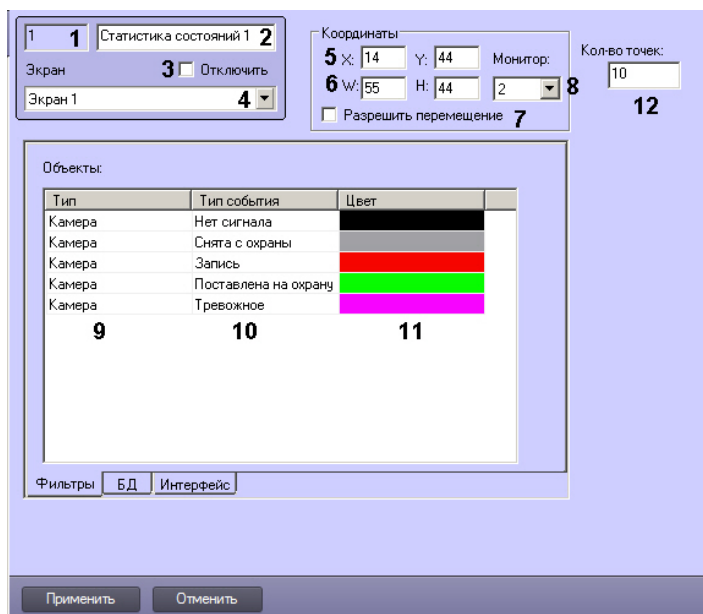 1 1 Статистика состояний 1 2
Экран 3 Отключить
Экран 1 4
Координаты
5 X: 14 Y: 44 Монитор:
6 W: 55 H: 44 2 8
Разрешить перемещение 7
Кол-во точек:
10
12
Объекты:
Тип Тип события Цвет
Камера Нет сигнала
Камера Снята с охраны
Камера Запись
Камера Поставлена на охрану
Камера Тревожное
9 10 11
Фильтры БД Интерфейс
Применить Отменить